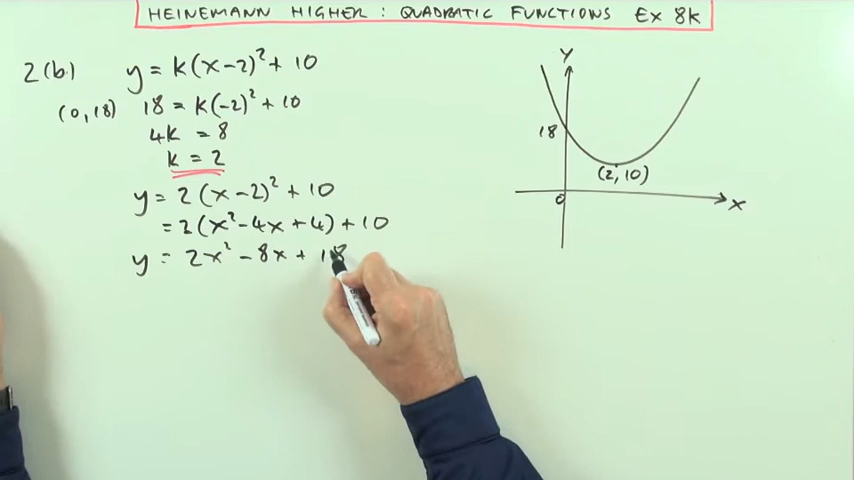 HEINEMANN HIGHER : QUADRATIC FUNCTIONS Ex 8K
2(b) y = k(x-2)² + 10
(0,18) 18 = k(-2)² + 10
4k = 8
k = 2
y = 2(x-2)² + 10
= 2(x² - 4x + 4) + 10
y = 2x² - 8x + 18
Y
18
(2,10)
0
X